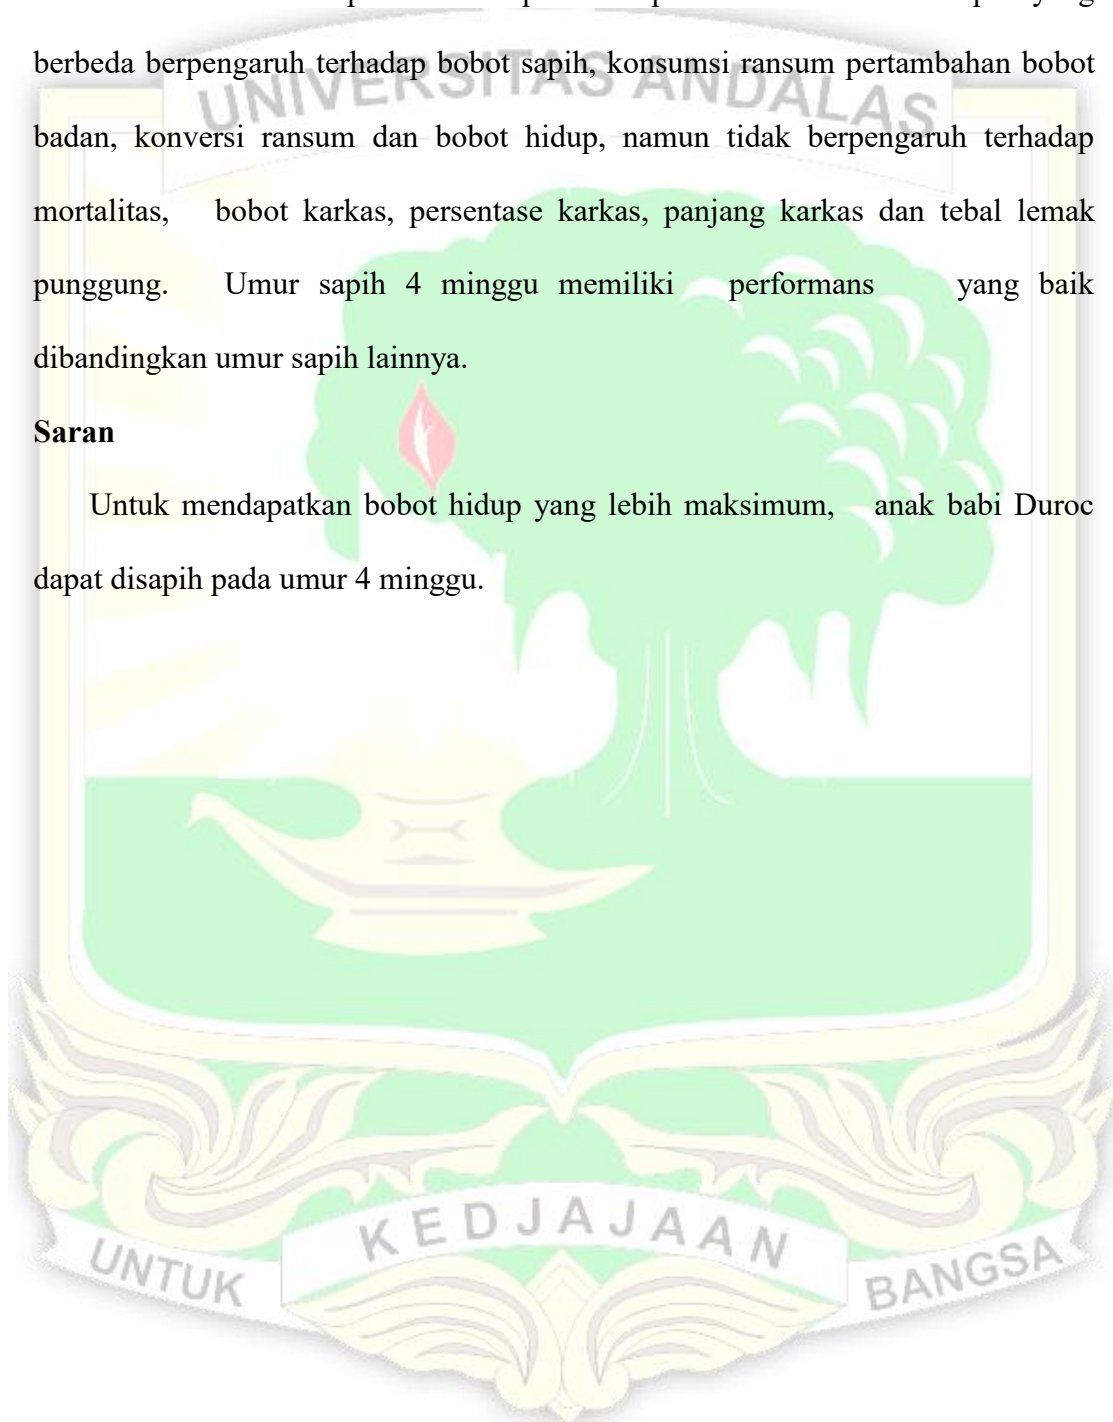 berbeda berpengaruh terhadap bobot sapih, konsumsi ransum pertambahan bobot
UNIVERSITAS ANDALAS
badan, konversi ransum dan bobot hidup, namun tidak berpengaruh terhadap
mortalitas, bobot karkas, persentase karkas, panjang karkas dan tebal lemak
punggung. Umur sapih 4 minggu memiliki performans yang baik
dibandingkan umur sapih lainnya.
Saran
Untuk mendapatkan bobot hidup yang lebih maksimum, anak babi Duroc
dapat disapih pada umur 4 minggu.
UNTUK KEDJAJAAN BANGSA